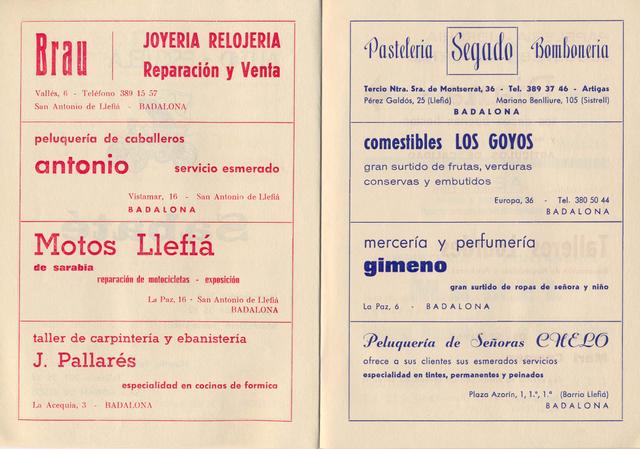 Brau
JOYERIA RELOJERIA
Reparación y Venta
Vallés, 6 - Teléfono 389 15 57
San Antonio de Llefiá - BADALONA
peluquería de caballeros
antonio servicio esmerado
Vistamar, 16 - San Antonio de Llefiá
BADALONA
Motos Llefiá
de sarabia
reparación de motocicletas - exposición
La Paz, 16 - San Antonio de Llefiá
BADALONA
taller de carpintería y ebanistería
J. Pallarés
especialidad en cocinas de formica
La Acequia, 3 - BADALONA
Pastelería Segado Bombonería
Tercio Ntra. Sra. de Montserrat, 36 - Tel. 389 37 46 - Artigas
Pérez Galdós, 25 (Llefiá) Mariano Benlliure, 105 (Sistrell)
BADALONA
comestibles LOS GOYOS
gran surtido de frutas, verduras
conservas y embutidos
Europa, 36 - Tel. 380 50 44
BADALONA
mercería y perfumería
gimeno
gran surtido de ropas de señora y niño
La Paz, 6 - BADALONA
Peluquería de Señoras CHELO
ofrece a sus clientes sus esmerados servicios
especialidad en tintes, permanentes y peinados
Plaza Azorín, 1, 1.º, 1.ª (Barrio Llefiá)
BADALONA